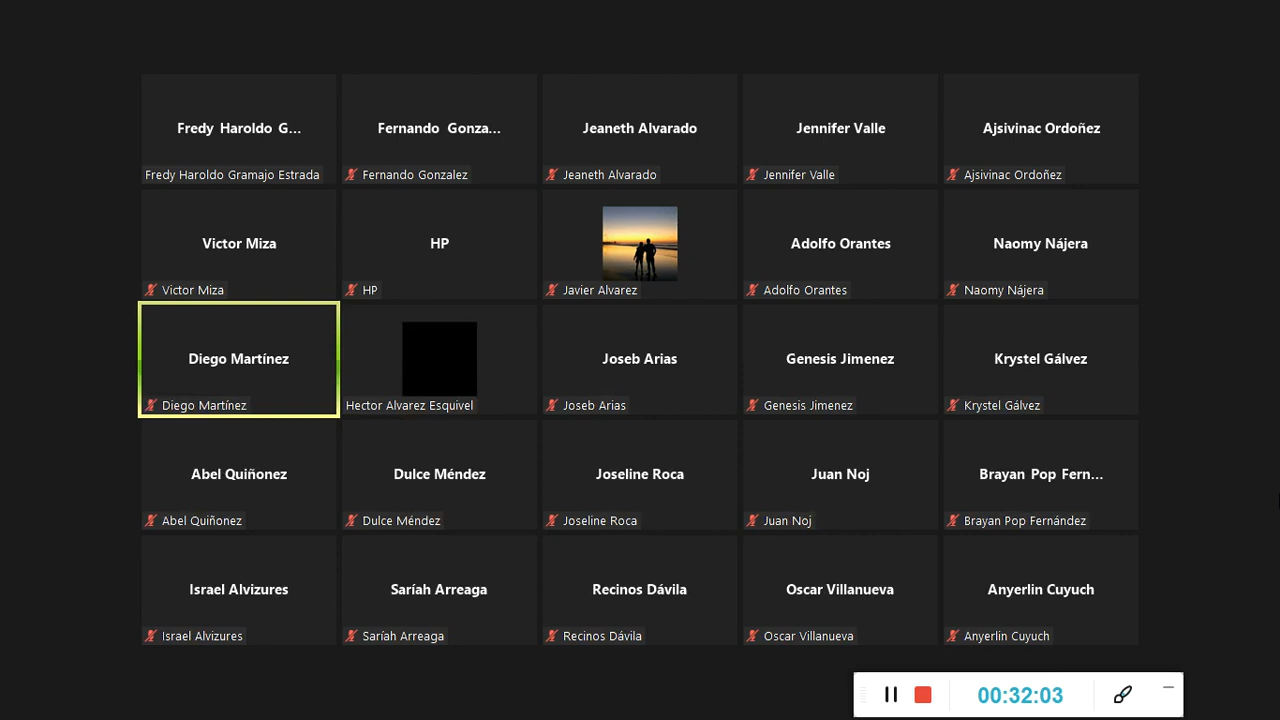 Fredy Haroldo G...
Fernando Gonza...
Jeaneth Alvarado
Jennifer Valle
Ajsivinac Ordoñez
Fredy Haroldo Gramajo Estrada
Fernando Gonzalez
Jeaneth Alvarado
Jennifer Valle
Ajsivinac Ordoñez
Victor Miza
HP
Adolfo Orantes
Naomy Nájera
Victor Miza
HP
Javier Alvarez
Adolfo Orantes
Naomy Nájera
Diego Martínez
Joseb Arias
Genesis Jimenez
Krystel Gálvez
Diego Martínez
Hector Alvarez Esquivel
Joseb Arias
Genesis Jimenez
Krystel Gálvez
Abel Quiñonez
Dulce Méndez
Joseline Roca
Juan Noj
Brayan Pop Fern...
Abel Quiñonez
Dulce Méndez
Joseline Roca
Juan Noj
Brayan Pop Fernández
Israel Alvizures
Saríah Arreaga
Recinos Dávila
Oscar Villanueva
Anyerlin Cuyuch
Israel Alvizures
Saríah Arreaga
Recinos Dávila
Oscar Villanueva
Anyerlin Cuyuch
00:32:03